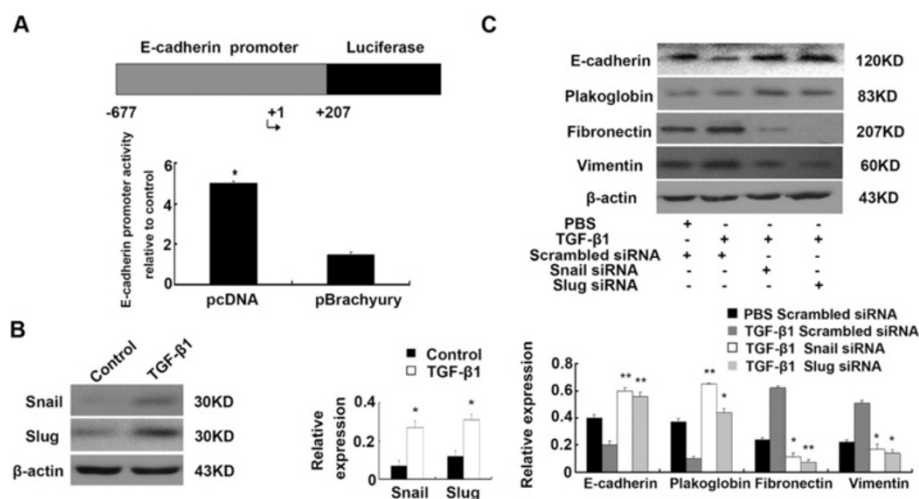 A
E-cadherin promoter Luciferase
-677 +1 +207
E-cadherin promoter activity
relative to control
6
4
2
0
*
pcDNA pBrachyury
B
Control TGF-β1
Snail 30KD
Slug 30KD
β-actin 43KD
Control
TGF-β1
Relative
expression
0.4
0.2
0
* *
Snail Slug
C
E-cadherin 120KD
Plakoglobin 83KD
Fibronectin 207KD
Vimentin 60KD
β-actin 43KD
PBS + - - -
TGF-β1 - + + +
Scrambled siRNA + + - -
Snail siRNA - - + -
Slug siRNA - - - +
PBS Scrambled siRNA
TGF-β1 Scrambled siRNA
TGF-β1 Snail siRNA
TGF-β1 Slug siRNA
Relative expression
0.8
0.6
0.4
0.2
0
** ** ** * * ** * *
E-cadherin Plakoglobin Fibronectin Vimentin